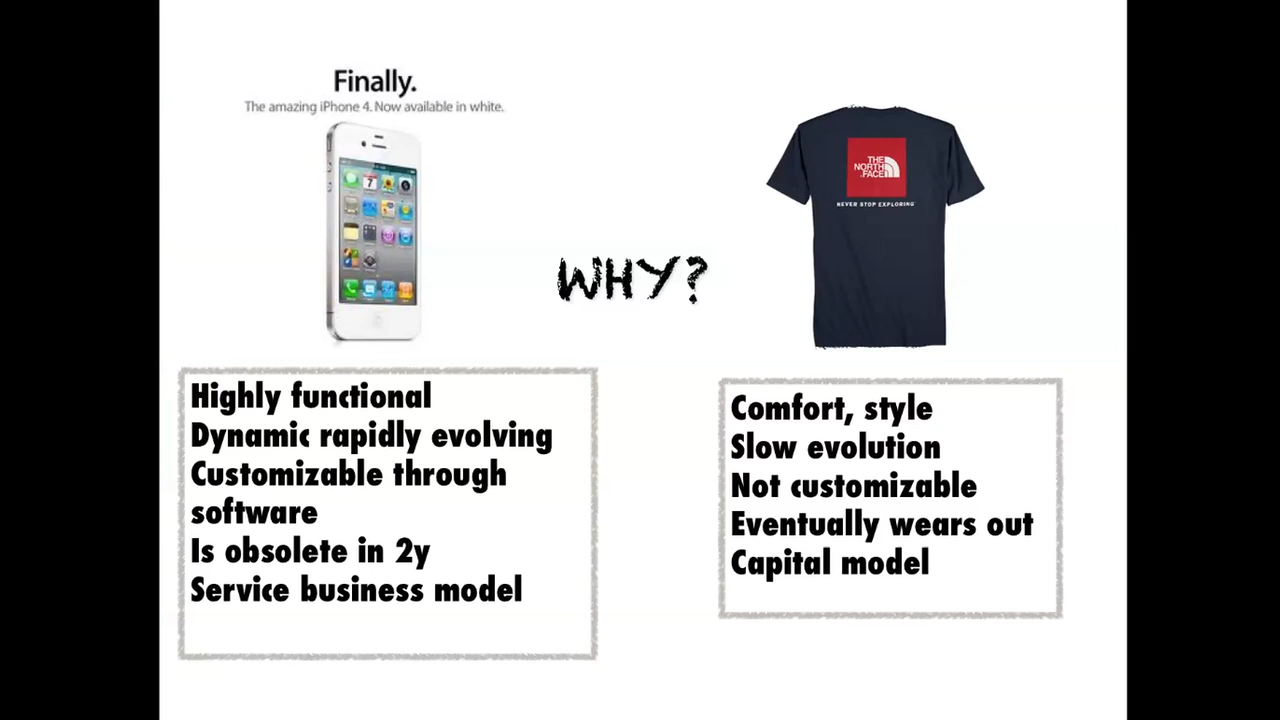 Finally.
The amazing iPhone 4. Now available in white.
THE
NORTH
FACE
NEVER STOP EXPLORING
WHY?
Highly functional
Dynamic rapidly evolving
Customizable through
software
Is obsolete in 2y
Service business model
Comfort, style
Slow evolution
Not customizable
Eventually wears out
Capital model